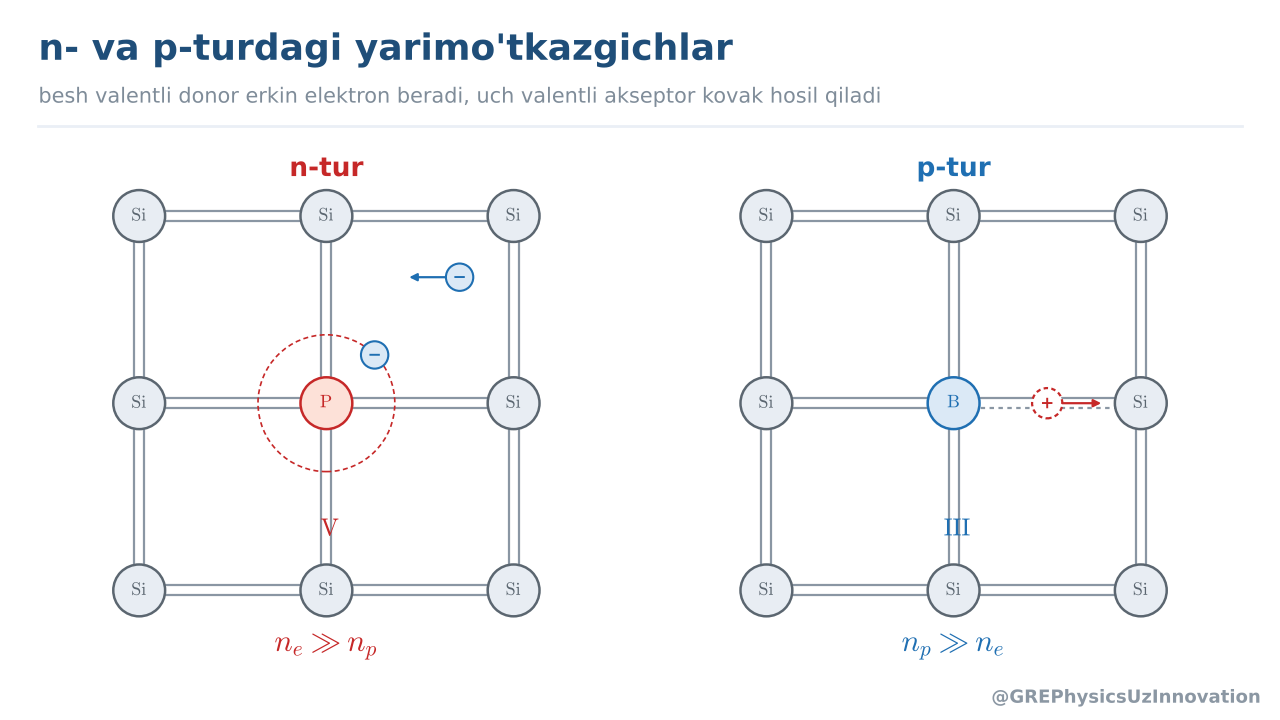 n- va p-turdagi yarimo'tkazgichlar
besh valentli donor erkin elektron beradi, uch valentli akseptor kovak hosil qiladi
n-tur
Si Si Si
−
−
Si P Si
V
Si Si Si
n_e ≫ n_p
p-tur
Si Si Si
Si B + Si
III
Si Si Si
n_p ≫ n_e
@GREPhysicsUzInnovation